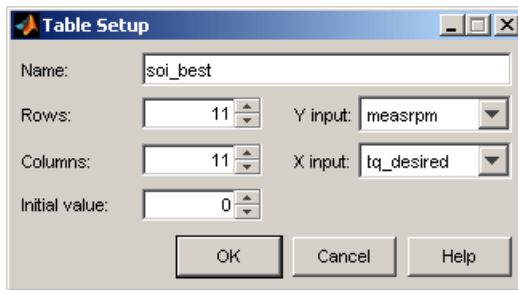 Table Setup
Name: soi_best
Rows: 11 Y input: measrpm
Columns: 11 X input: tq_desired
Initial value: 0
OK Cancel Help